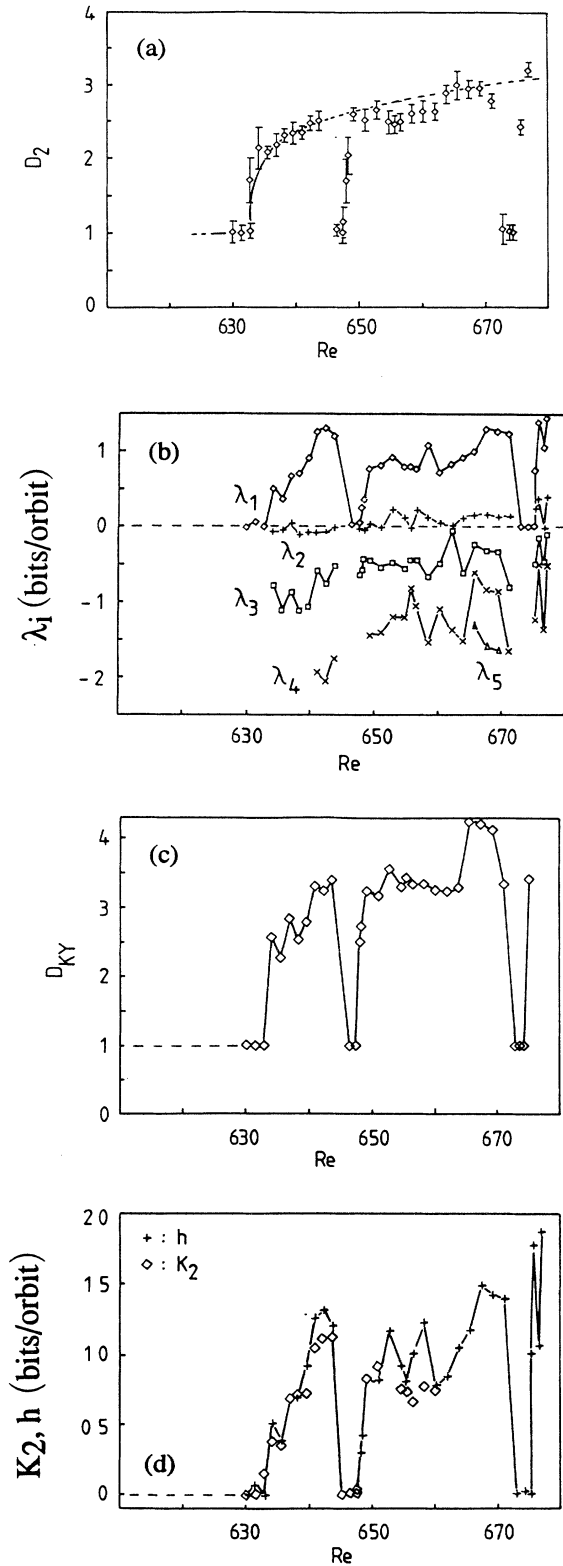 (a)
4
3
2
1
0
D2
630
650
670
Re
(b)
1
0
-1
-2
λi (bits/orbit)
λ1
λ2
λ3
λ4
λ5
630
650
670
Re
(c)
4
3
2
1
0
DKY
630
650
670
Re
2 0
1 5
1 0
0 5
0
K2, h (bits/orbit)
+ : h
◇ : K2
(d)
630
650
670
Re